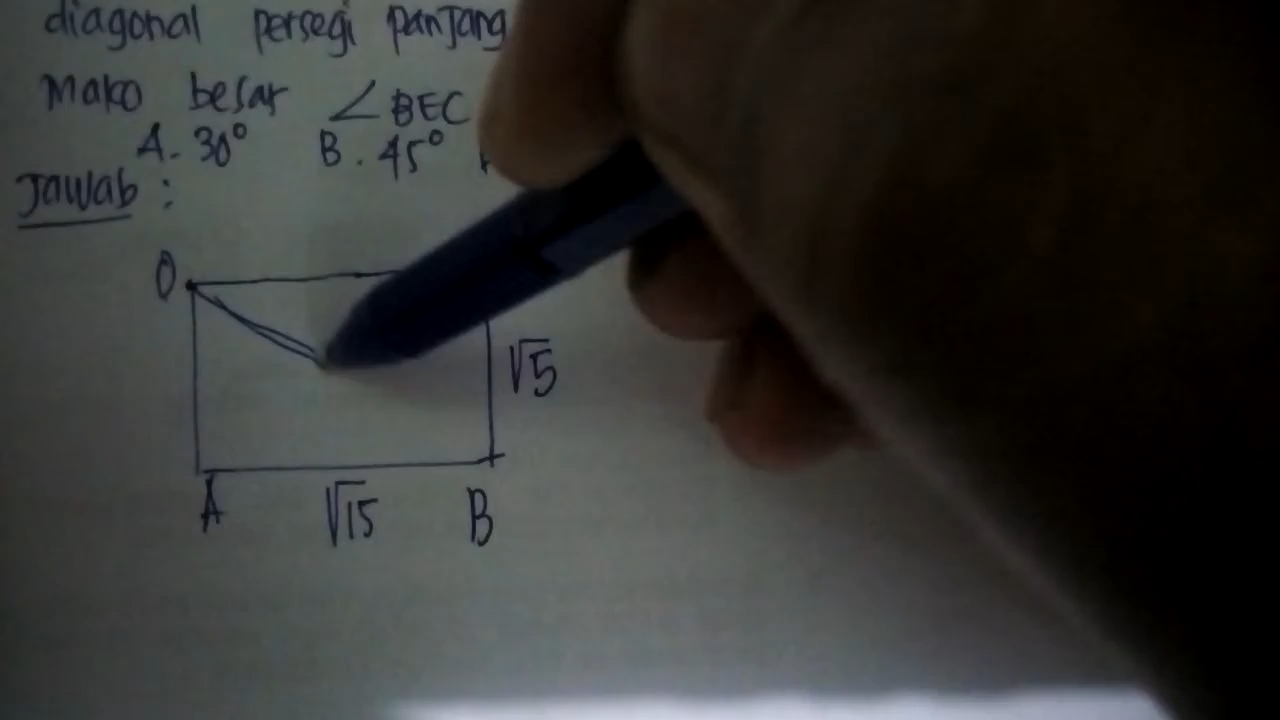 diagonal persegi panjang
Maka besar ∠BEC
A. 30° B. 45°
Jawab :
D
√5
A √15 B